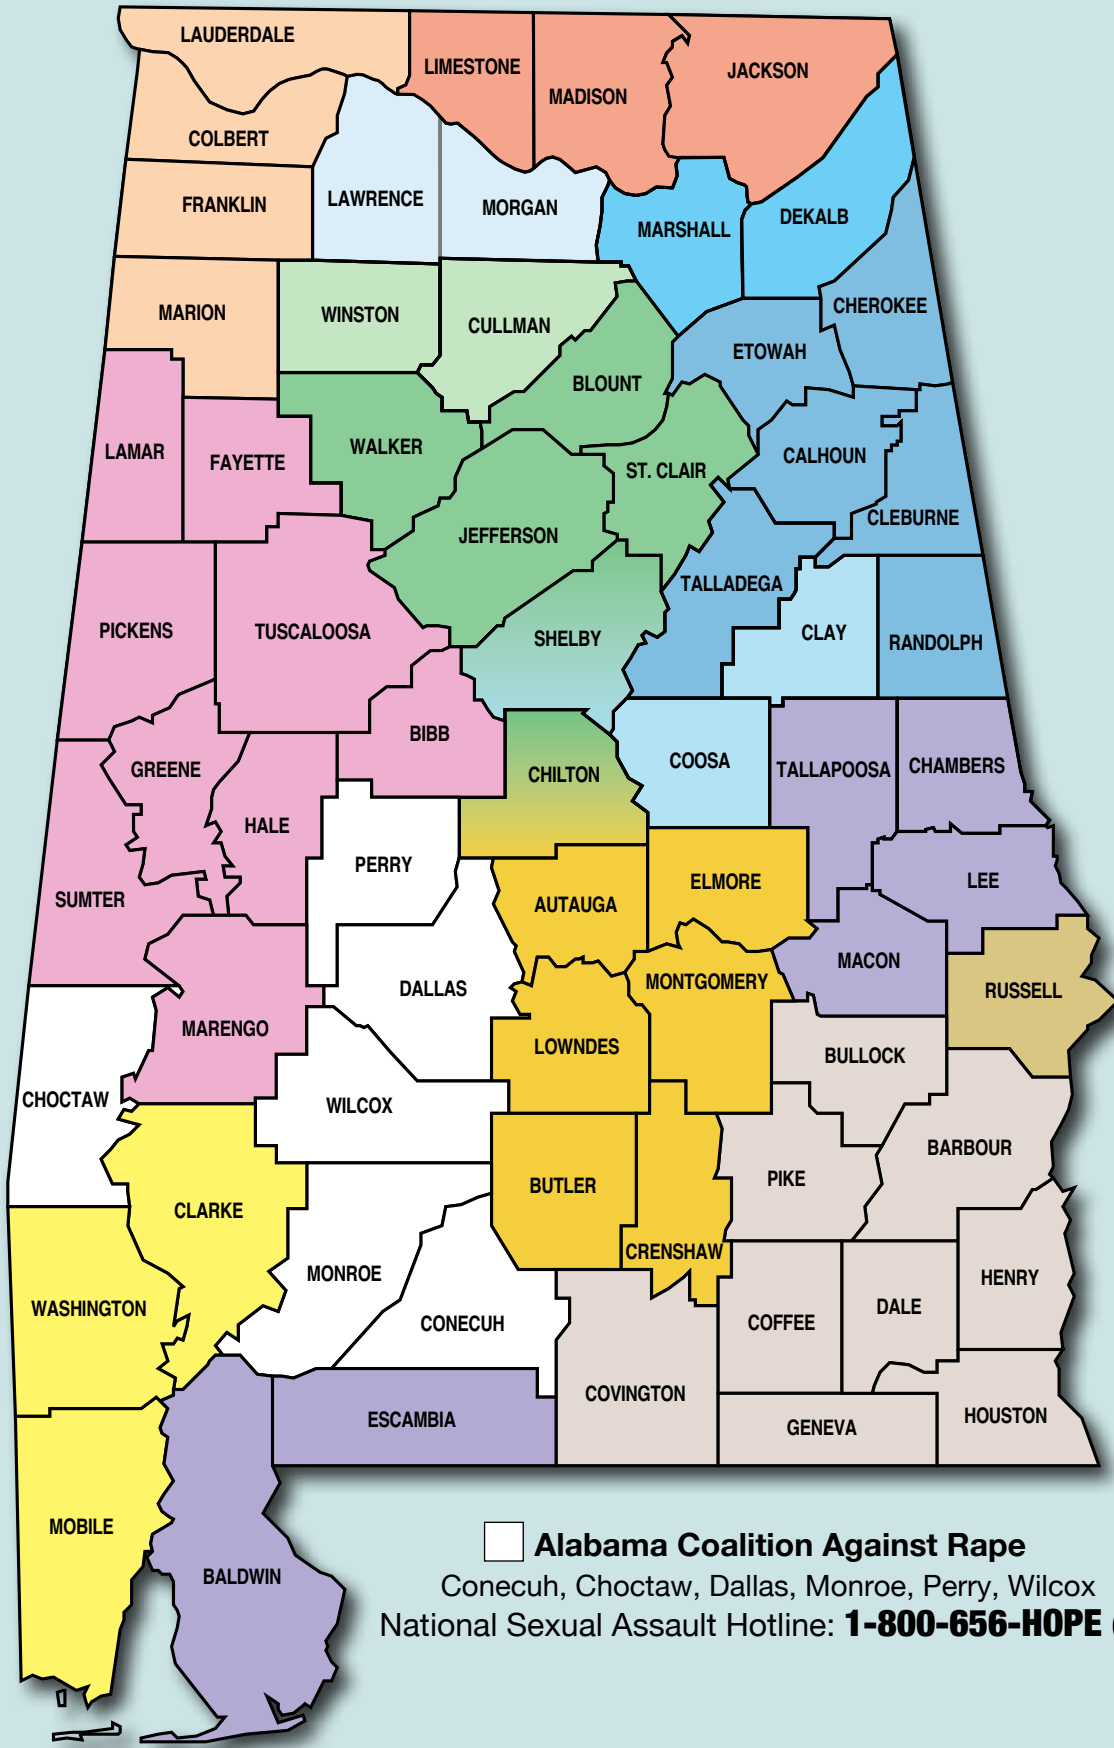 LAUDERDALE
LIMESTONE
MADISON
JACKSON
COLBERT
FRANKLIN
LAWRENCE
MORGAN
MARSHALL
DEKALB
MARION
WINSTON
CULLMAN
CHEROKEE
ETOWAH
BLOUNT
LAMAR
FAYETTE
WALKER
ST. CLAIR
CALHOUN
CLEBURNE
JEFFERSON
TALLADEGA
PICKENS
TUSCALOOSA
SHELBY
CLAY
RANDOLPH
BIBB
GREENE
CHILTON
COOSA
TALLAPOOSA
CHAMBERS
HALE
PERRY
SUMTER
AUTAUGA
ELMORE
LEE
DALLAS
MONTGOMERY
MACON
RUSSELL
MARENGO
LOWNDES
BULLOCK
CHOCTAW
WILCOX
BARBOUR
CLARKE
BUTLER
PIKE
CRENSHAW
MONROE
HENRY
WASHINGTON
CONECUH
COFFEE
DALE
ESCAMBIA
COVINGTON
GENEVA
HOUSTON
MOBILE
BALDWIN
Alabama Coalition Against Rape
Conecuh, Choctaw, Dallas, Monroe, Perry, Wilcox
National Sexual Assault Hotline: 1-800-656-HOPE (